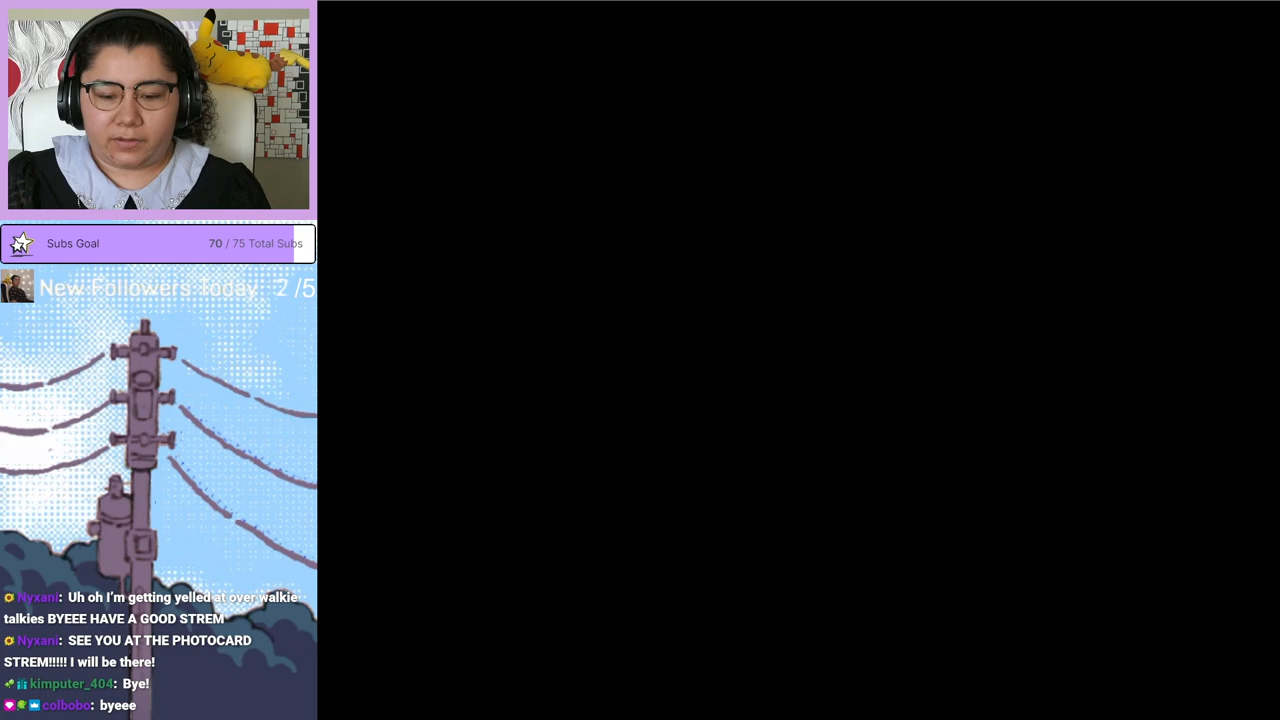 Subs Goal 70 / 75 Total Subs
New Followers Today: 2 /5
Nyxani: Uh oh I'm getting yelled at over walkie
talkies BYEEE HAVE A GOOD STREM
Nyxani: SEE YOU AT THE PHOTOCARD
STREM!!!!! I will be there!
kimputer_404: Bye!
colbobo: byeee